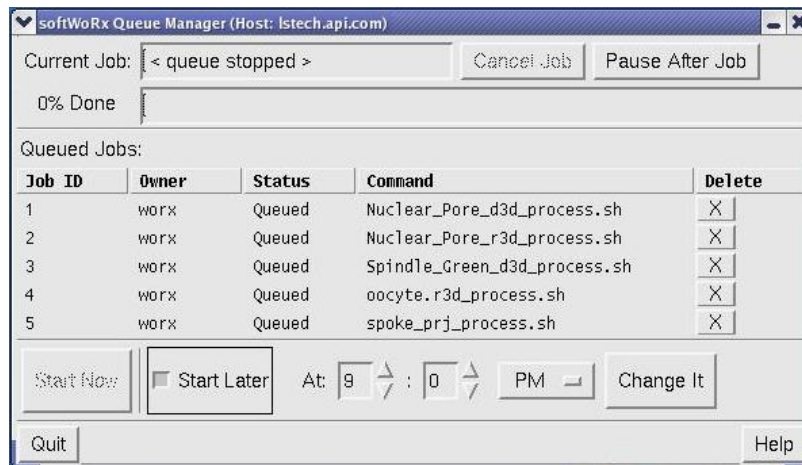 softWoRx Queue Manager (Host: lstech.api.com)
Current Job: < queue stopped > Cancel Job Pause After Job
0% Done
Queued Jobs:
Job ID Owner Status Command Delete
1 worx Queued Nuclear_Pore_d3d_process.sh X
2 worx Queued Nuclear_Pore_r3d_process.sh X
3 worx Queued Spindle_Green_d3d_process.sh X
4 worx Queued oocyte.r3d_process.sh X
5 worx Queued spoke_prj_process.sh X
Start Now Start Later At: 9 : 0 PM Change It
Quit Help